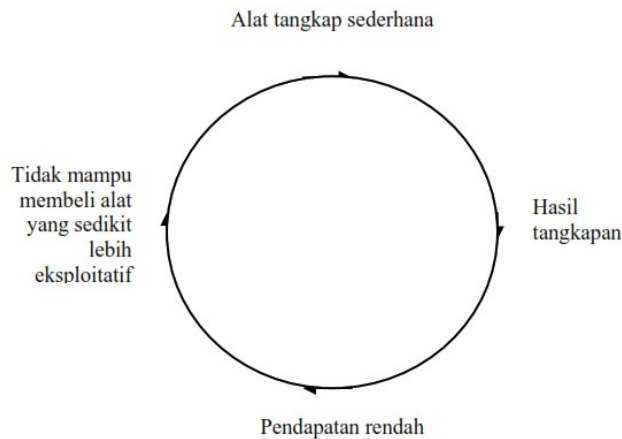 Alat tangkap sederhana
Tidak mampu
membeli alat
yang sedikit
lebih
eksploitatif
Hasil
tangkapan
Pendapatan rendah